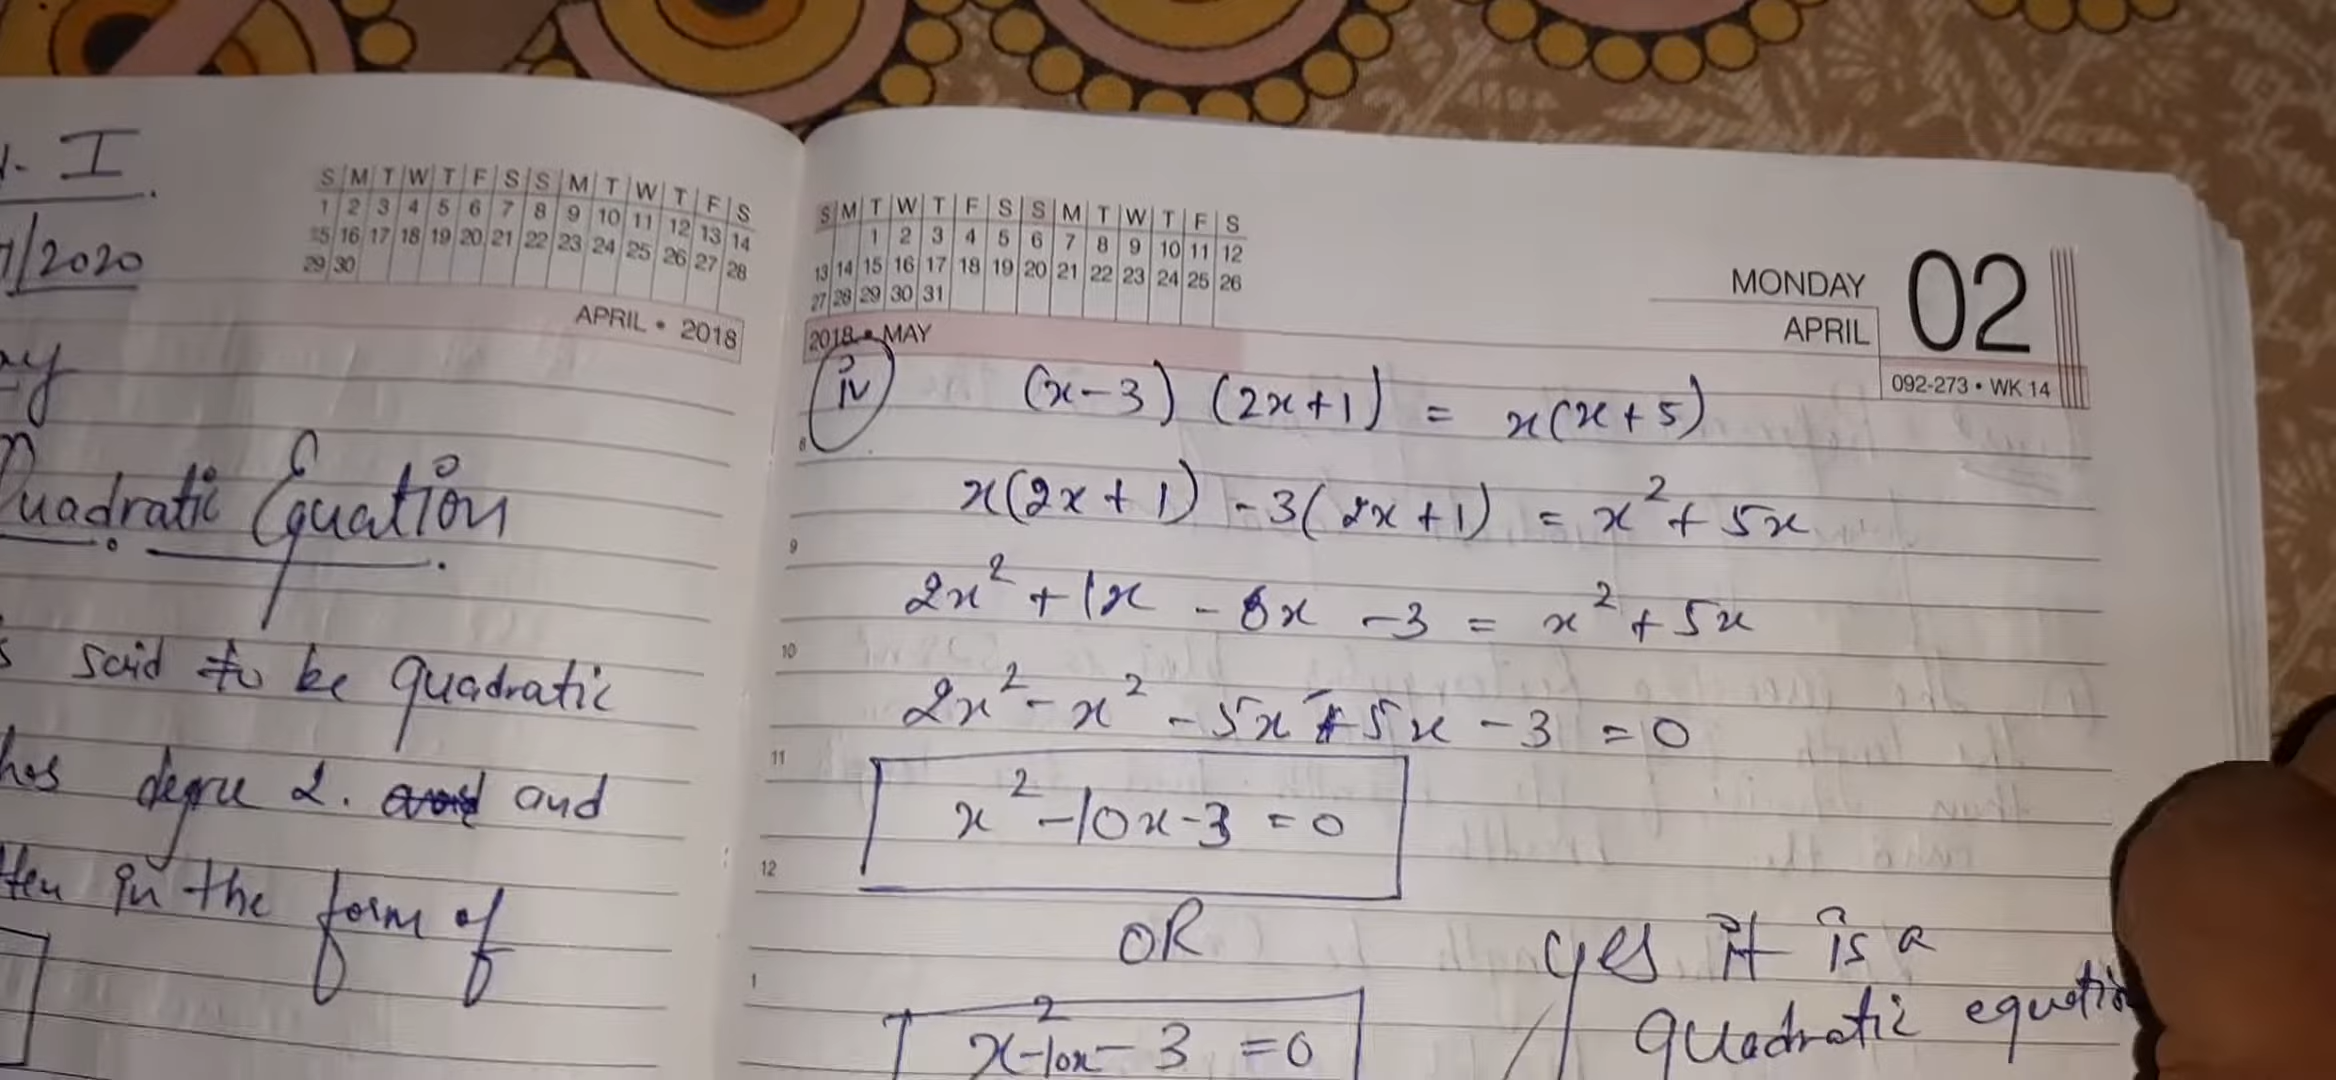 I
/2020
S M T W T F S S M T W T F S
1 2 3 4 5 6 7 8 9 10 11 12 13 14
15 16 17 18 19 20 21 22 23 24 25 26 27 28
29 30
APRIL • 2018
Quadratic Equation
said to be quadratic
has degree 2. and
in the form of
S M T W T F S S M T W T F S
1 2 3 4 5 6 7 8 9 10 11 12
13 14 15 16 17 18 19 20 21 22 23 24 25 26
27 28 29 30 31
2018 • MAY
MONDAY
APRIL
02
092-273 • WK 14
iv (x-3) (2x+1) = x(x+5)
8
x(2x+1) -3(2x+1) = x² + 5x
9
2x² + 1x - 6x - 3 = x² + 5x
10
2x² - x² - 5x - 5x - 3 = 0
11
x² - 10x - 3 = 0
12
OR
yes it is a
1
quadratic
x² - 10x - 3 = 0